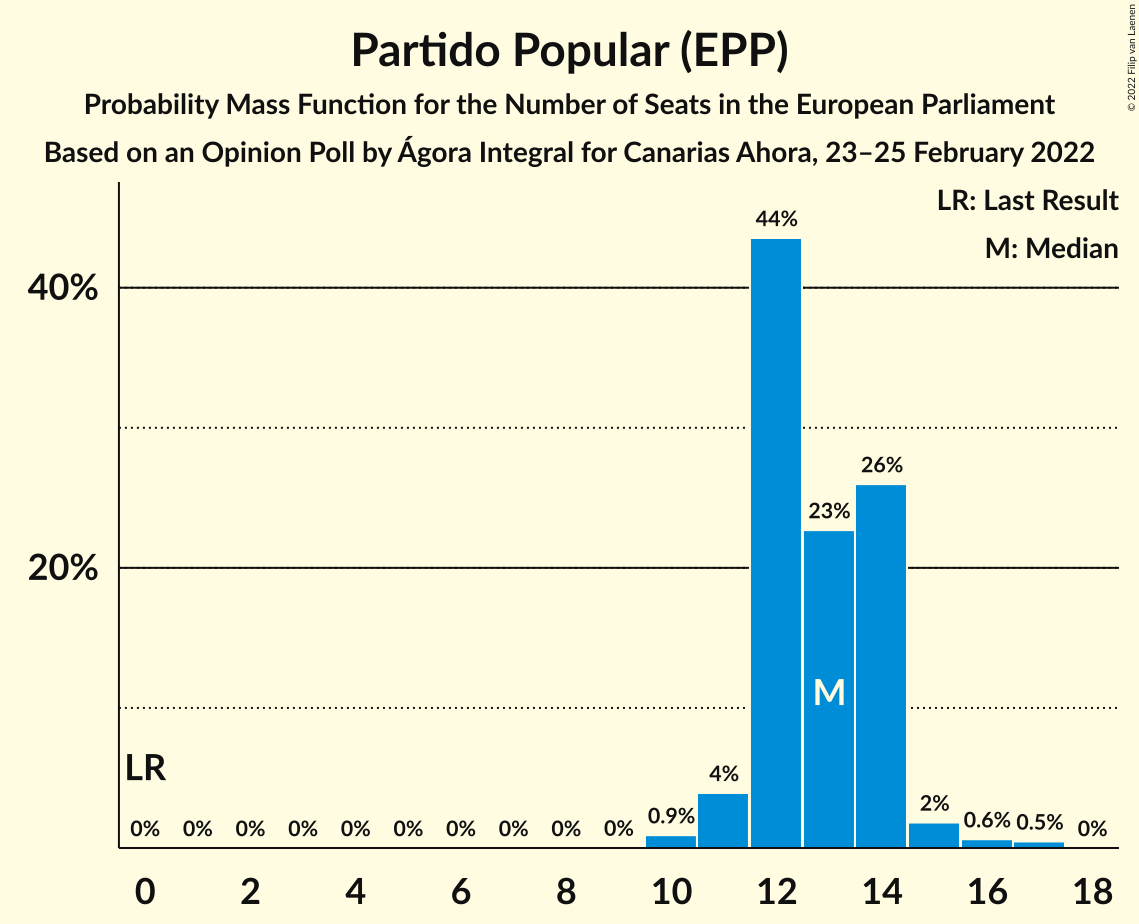 Partido Popular (EPP)
Probability Mass Function for the Number of Seats in the European Parliament
Based on an Opinion Poll by Ágora Integral for Canarias Ahora, 23–25 February 2022
© 2022 Filip van Laenen
LR: Last Result
M: Median
40%
20%
LR
0% 0% 0% 0% 0% 0% 0% 0% 0% 0% 0.9% 4% 44% 23% 26% 2% 0.6% 0.5% 0%
M
0 2 4 6 8 10 12 14 16 18